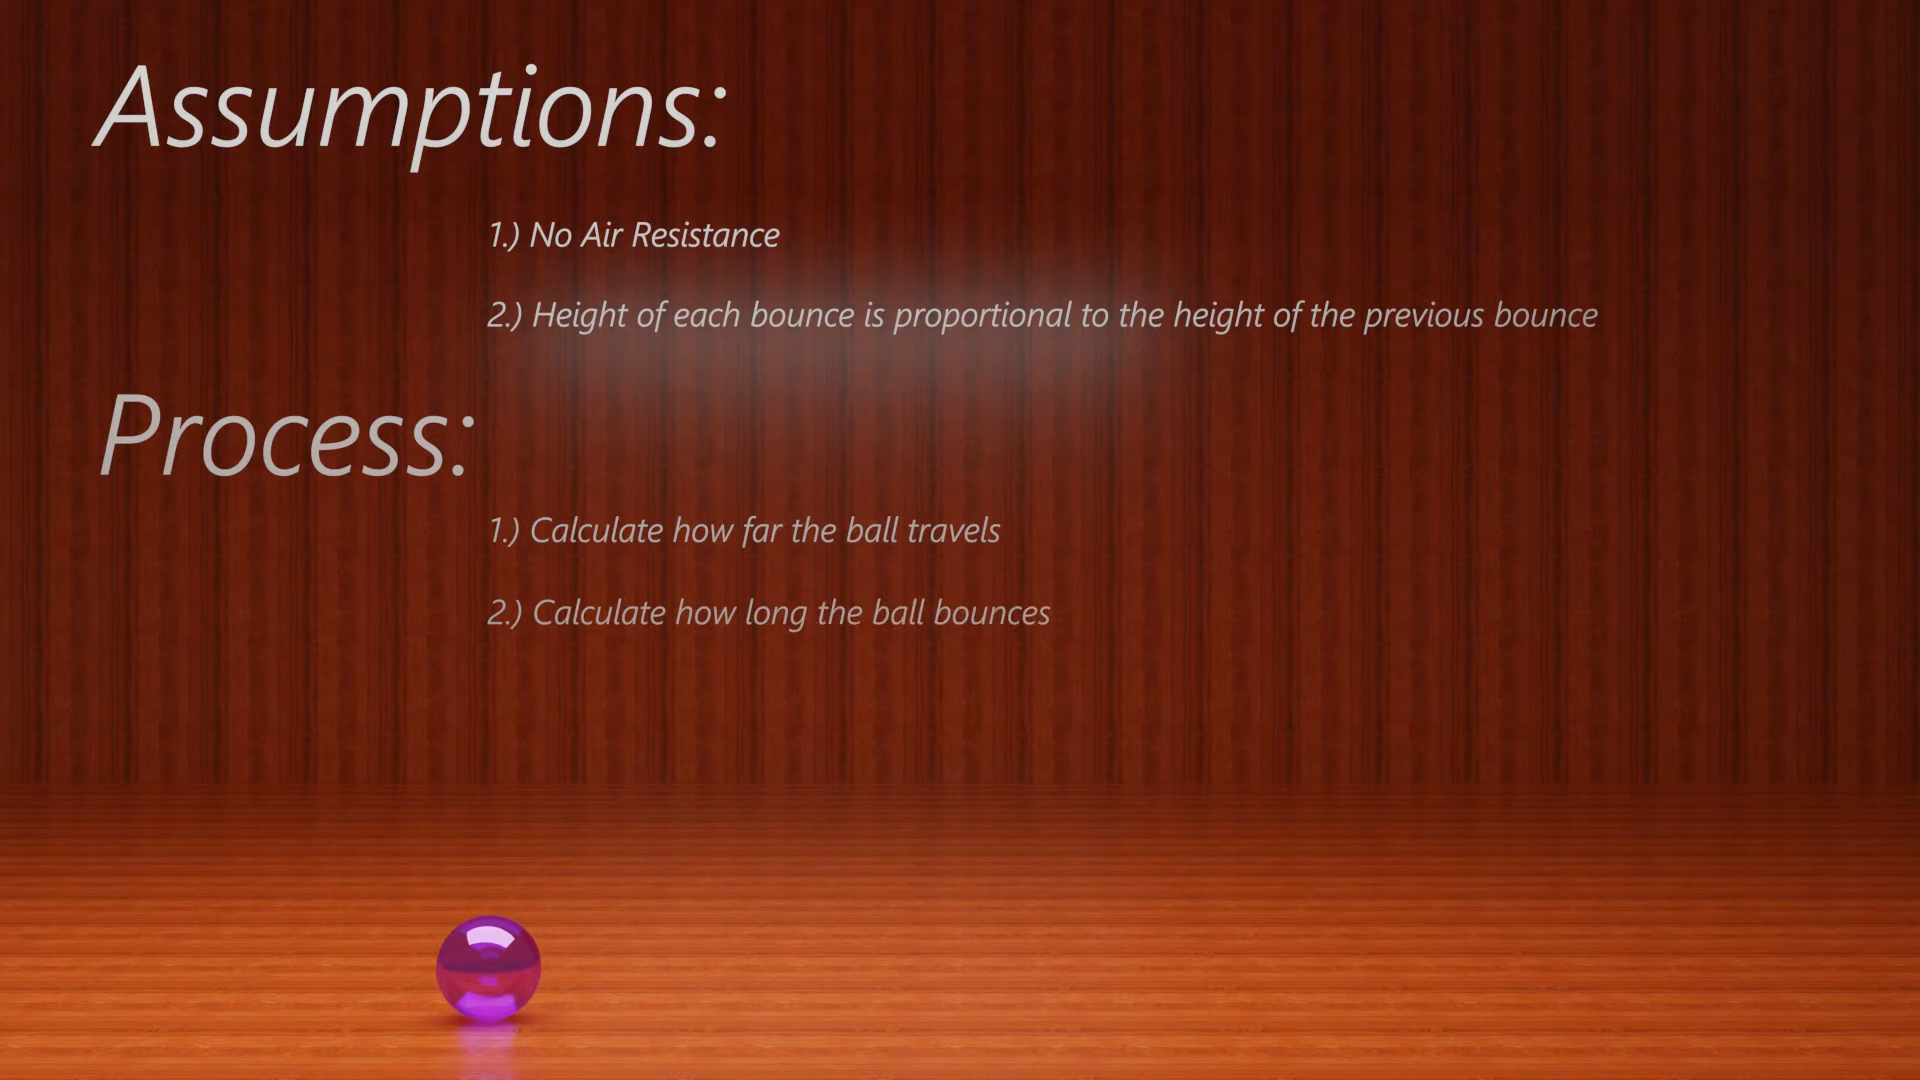 Assumptions:
1.) No Air Resistance
2.) Height of each bounce is proportional to the height of the previous bounce
Process:
1.) Calculate how far the ball travels
2.) Calculate how long the ball bounces